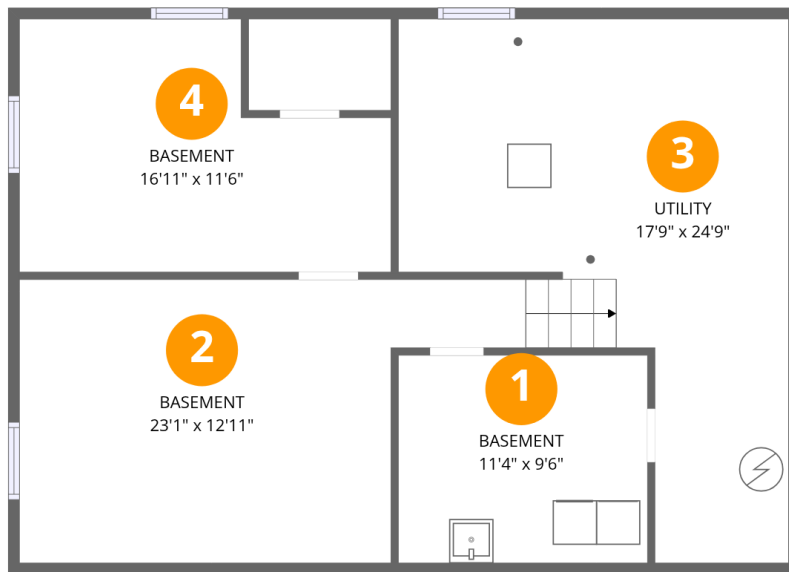 4
BASEMENT
16'11" x 11'6"
3
UTILITY
17'9" x 24'9"
2
BASEMENT
23'1" x 12'11"
1
BASEMENT
11'4" x 9'6"